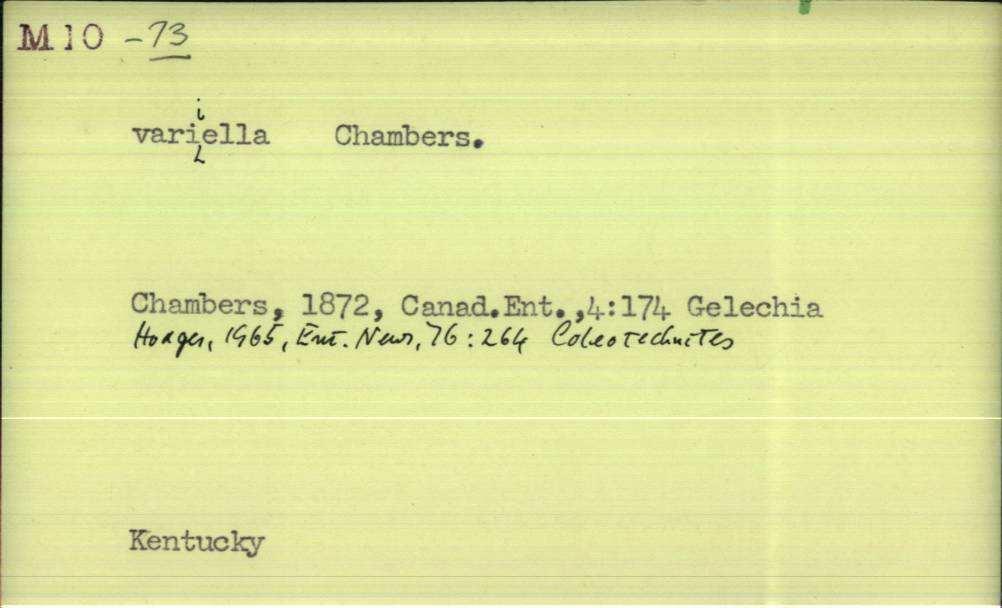 M10 -73
i
variella Chambers.
Chambers, 1872, Canad.Ent.,4:174 Gelechia
Hodges, 1965, Ent. News, 76:264 Coleotechnites
Kentucky